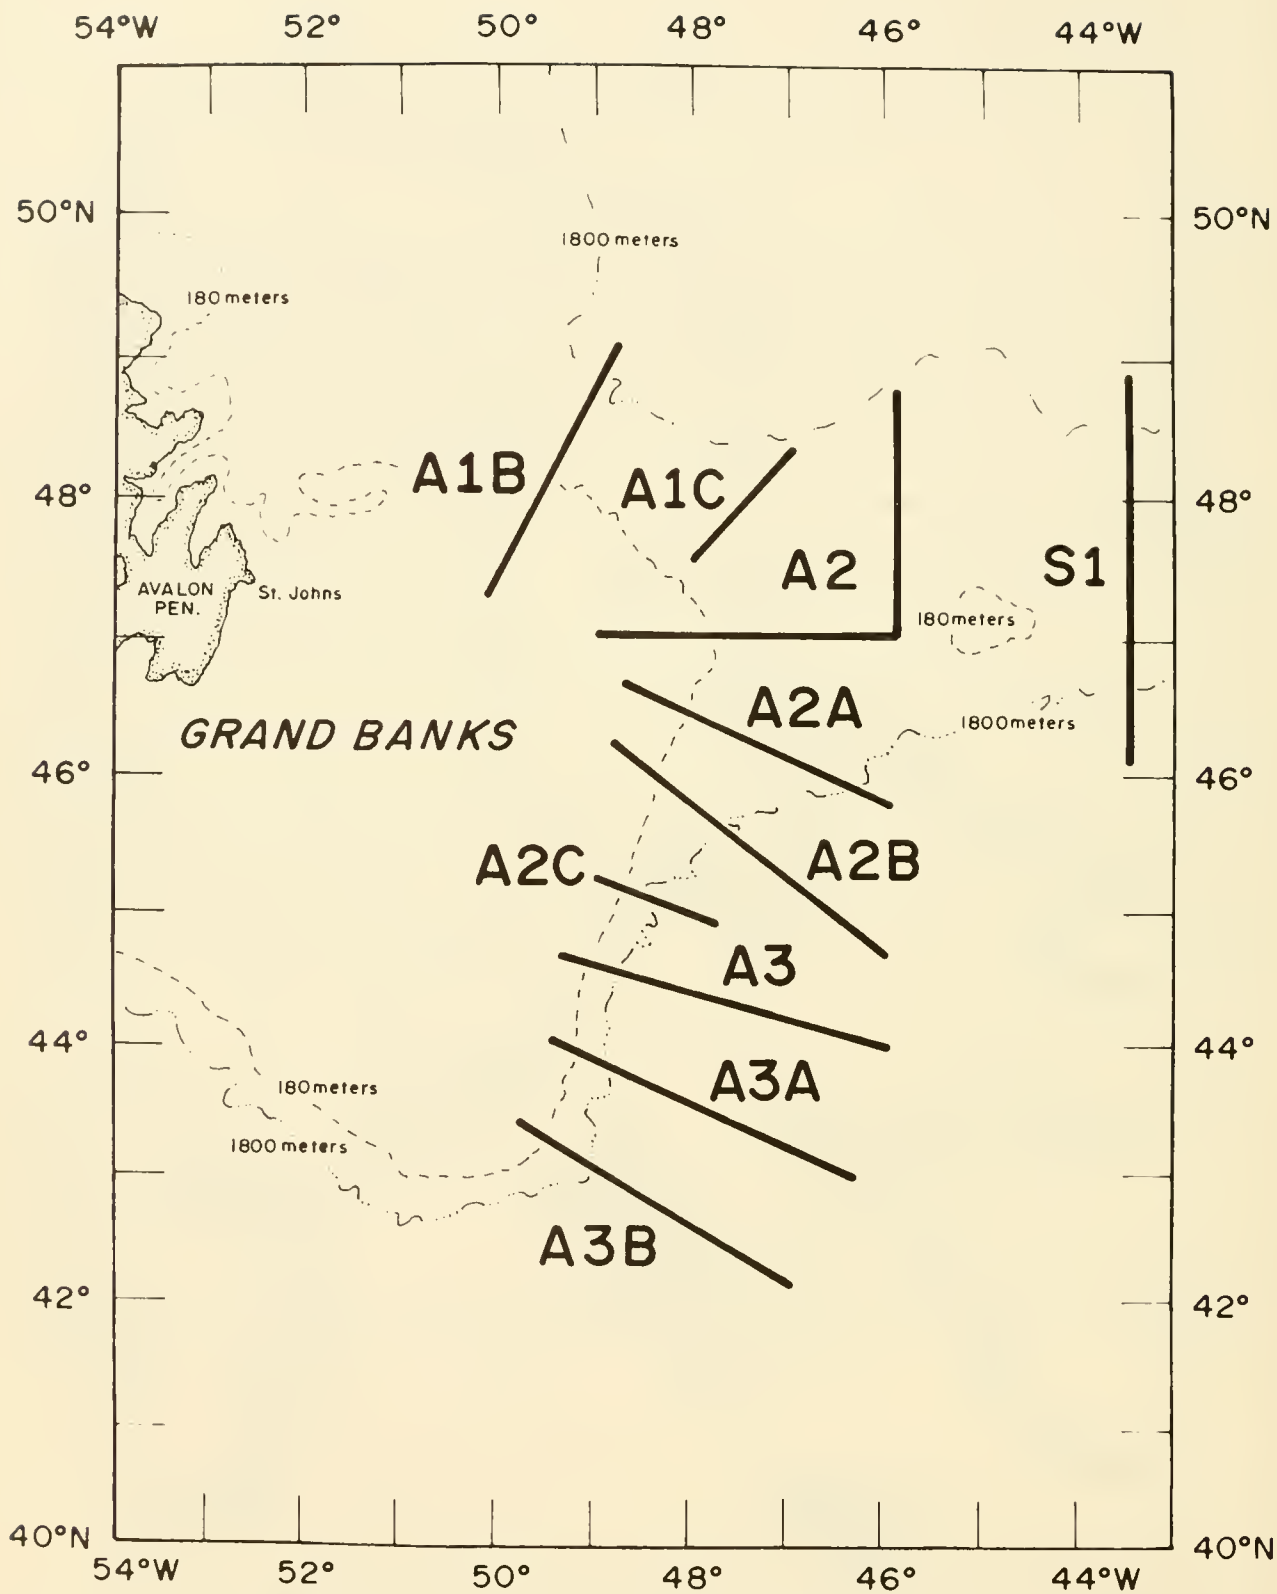 54°W 52° 50° 48° 46° 44°W
50°N 50°N
1800 meters
180 meters
A1B
A1C
48° 48°
A2
S1
AVALON
PEN.
St. Johns
180 meters
A2A
GRAND BANKS
1800 meters
46° 46°
A2B
A2C
A3
44° 44°
A3A
180 meters
1800 meters
A3B
42° 42°
40°N 40°N
54°W 52° 50° 48° 46° 44°W